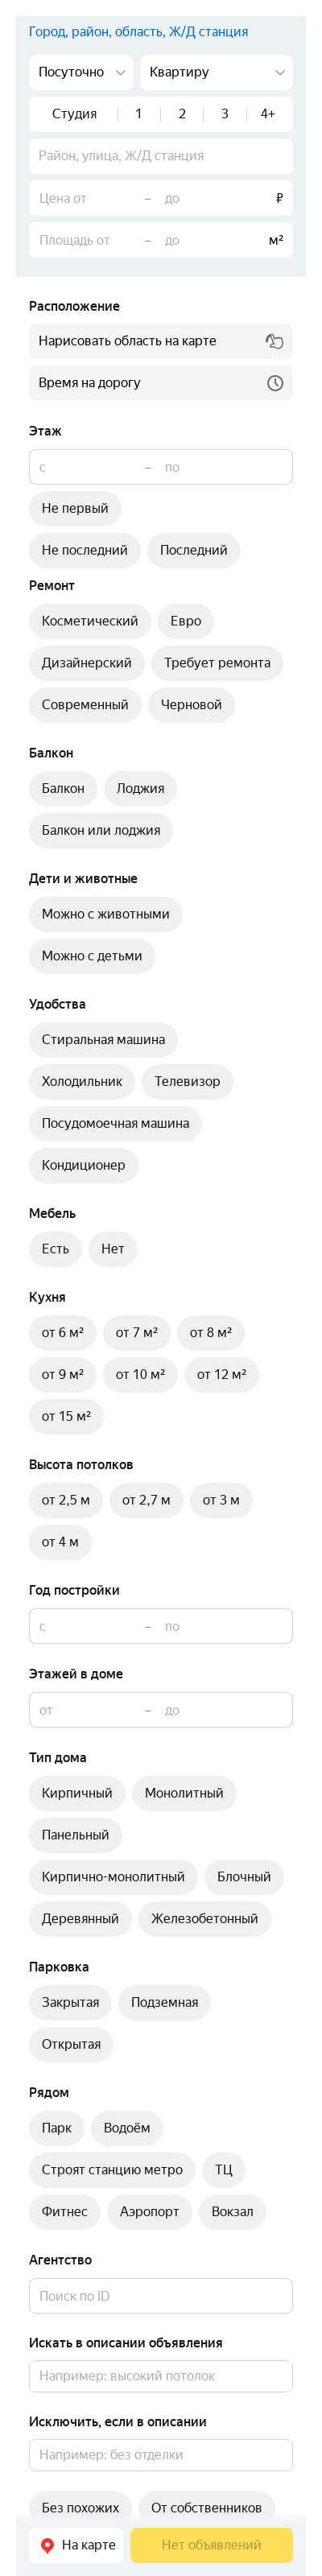 Город, район, область, Ж/Д станция
Посуточно Квартиру
Студия 1 2 3 4+
Район, улица, Ж/Д станция
Цена от – до ₽
Площадь от – до м²
Расположение
Нарисовать область на карте
Время на дорогу
Этаж
с – по
Не первый
Не последний Последний
Ремонт
Косметический Евро
Дизайнерский Требует ремонта
Современный Черновой
Балкон
Балкон Лоджия
Балкон или лоджия
Дети и животные
Можно с животными
Можно с детьми
Удобства
Стиральная машина
Холодильник Телевизор
Посудомоечная машина
Кондиционер
Мебель
Есть Нет
Кухня
от 6 м² от 7 м² от 8 м²
от 9 м² от 10 м² от 12 м²
от 15 м²
Высота потолков
от 2,5 м от 2,7 м от 3 м
от 4 м
Год постройки
с – по
Этажей в доме
от – до
Тип дома
Кирпичный Монолитный
Панельный
Кирпично-монолитный Блочный
Деревянный Железобетонный
Парковка
Закрытая Подземная
Открытая
Рядом
Парк Водоём
Строят станцию метро ТЦ
Фитнес Аэропорт Вокзал
Агентство
Поиск по ID
Искать в описании объявления
Например: высокий потолок
Исключить, если в описании
Например: без отделки
Без похожих От собственников
На карте Нет объявлений